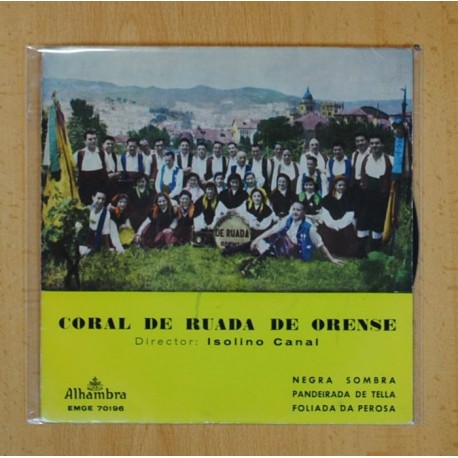 DE RUADA
CORAL DE RUADA DE ORENSE
Director: Isolino Canal
Alhambra
EMGE 70196
NEGRA SOMBRA
PANDEIRADA DE TELLA
FOLIADA DA PEROSA